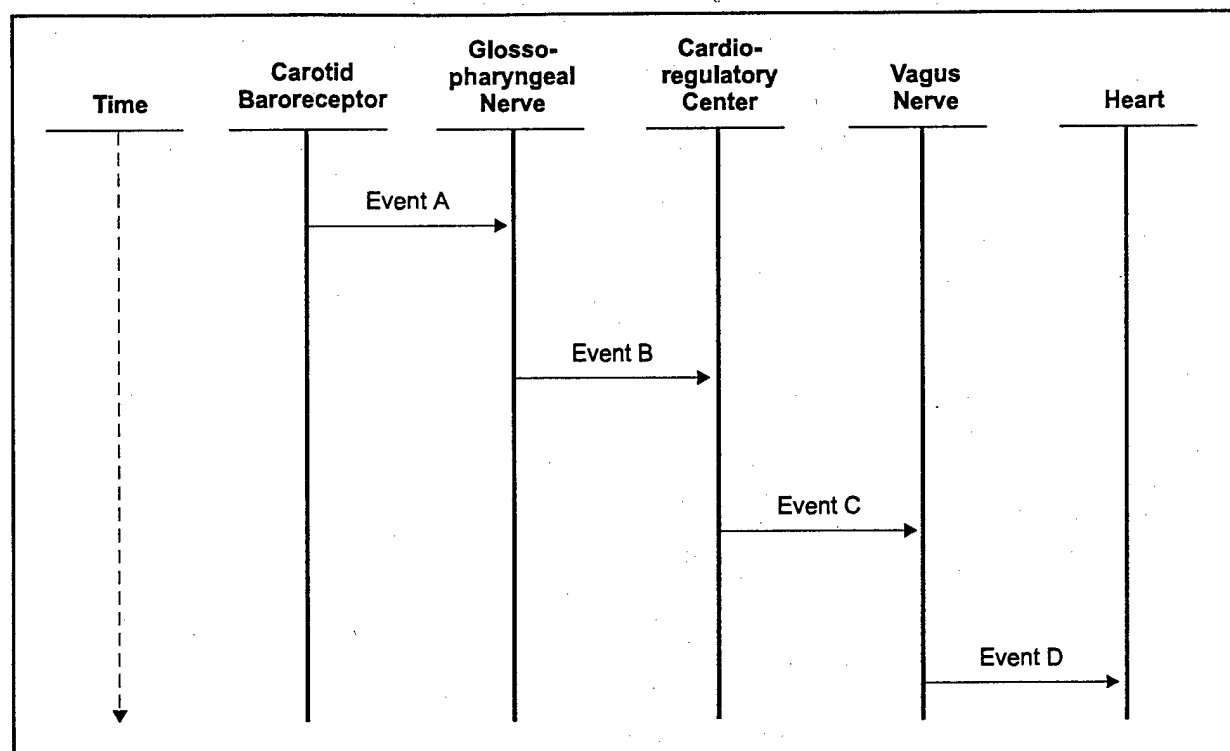 Time
Carotid
Baroreceptor
Glosso-
pharyngeal
Nerve
Cardio-
regulatory
Center
Vagus
Nerve
Heart
Event A
Event B
Event C
Event D